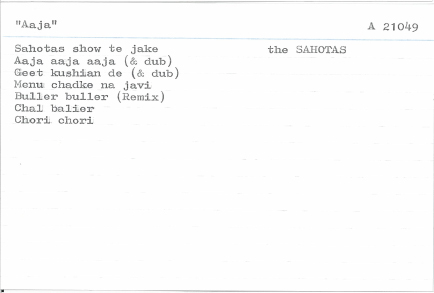 "Aaja" A 21049
Sahotas show te jake the SAHOTAS
Aaja aaja aaja (& dub)
Geet kushian de (& dub)
Menu chadke na javi
Buller buller (Remix)
Chal balier
Chori chori